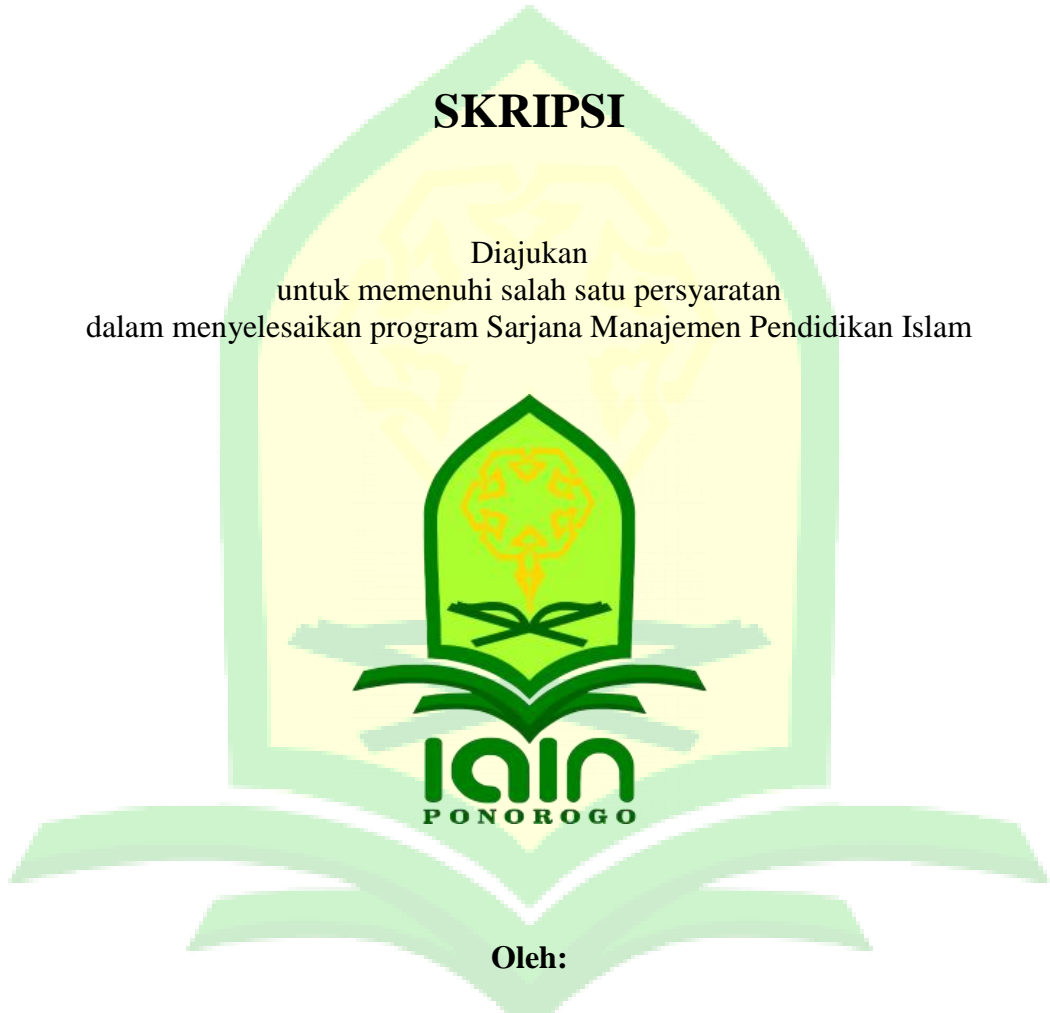 SKRIPSI
Diajukan
untuk memenuhi salah satu persyaratan
dalam menyelesaikan program Sarjana Manajemen Pendidikan Islam
IAIN
PONOROGO
Oleh: